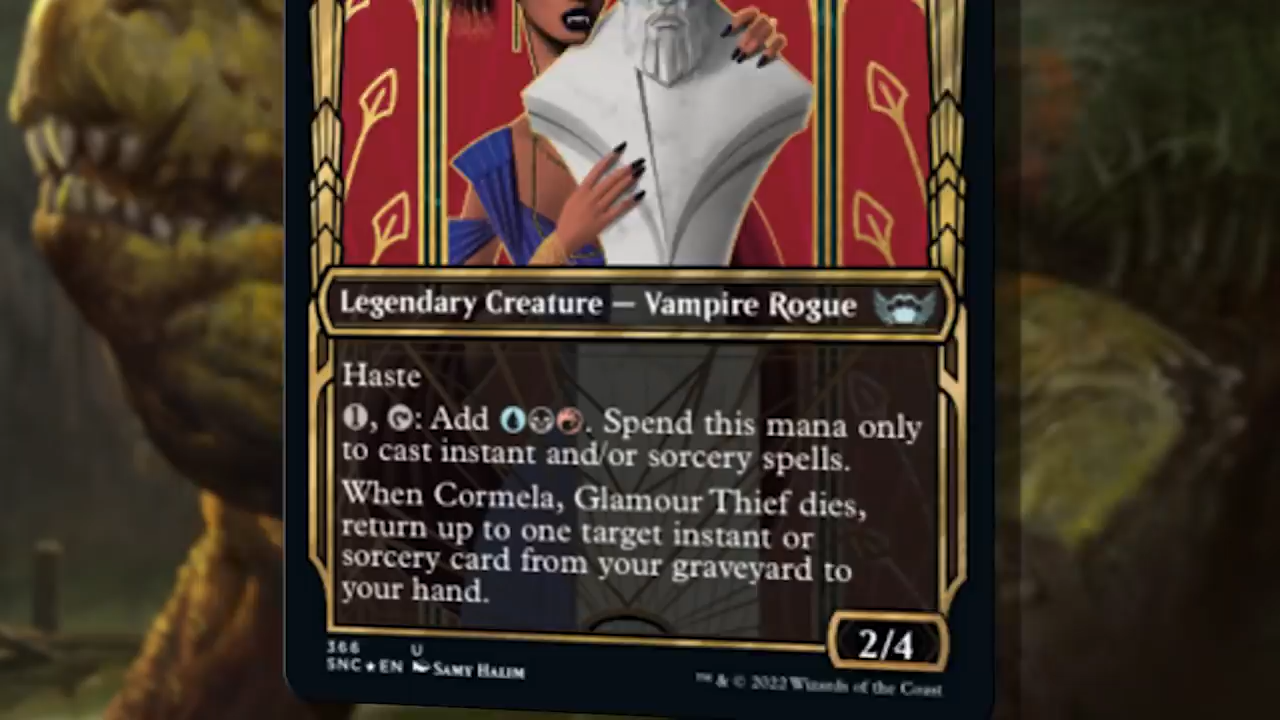 Legendary Creature — Vampire Rogue
Haste
1, T: Add UBR. Spend this mana only
to cast instant and/or sorcery spells.
When Cormela, Glamour Thief dies,
return up to one target instant or
sorcery card from your graveyard to
your hand.
2/4
366 U
SNC★EN SAMY HALIM
™ & © 2022 Wizards of the Coast